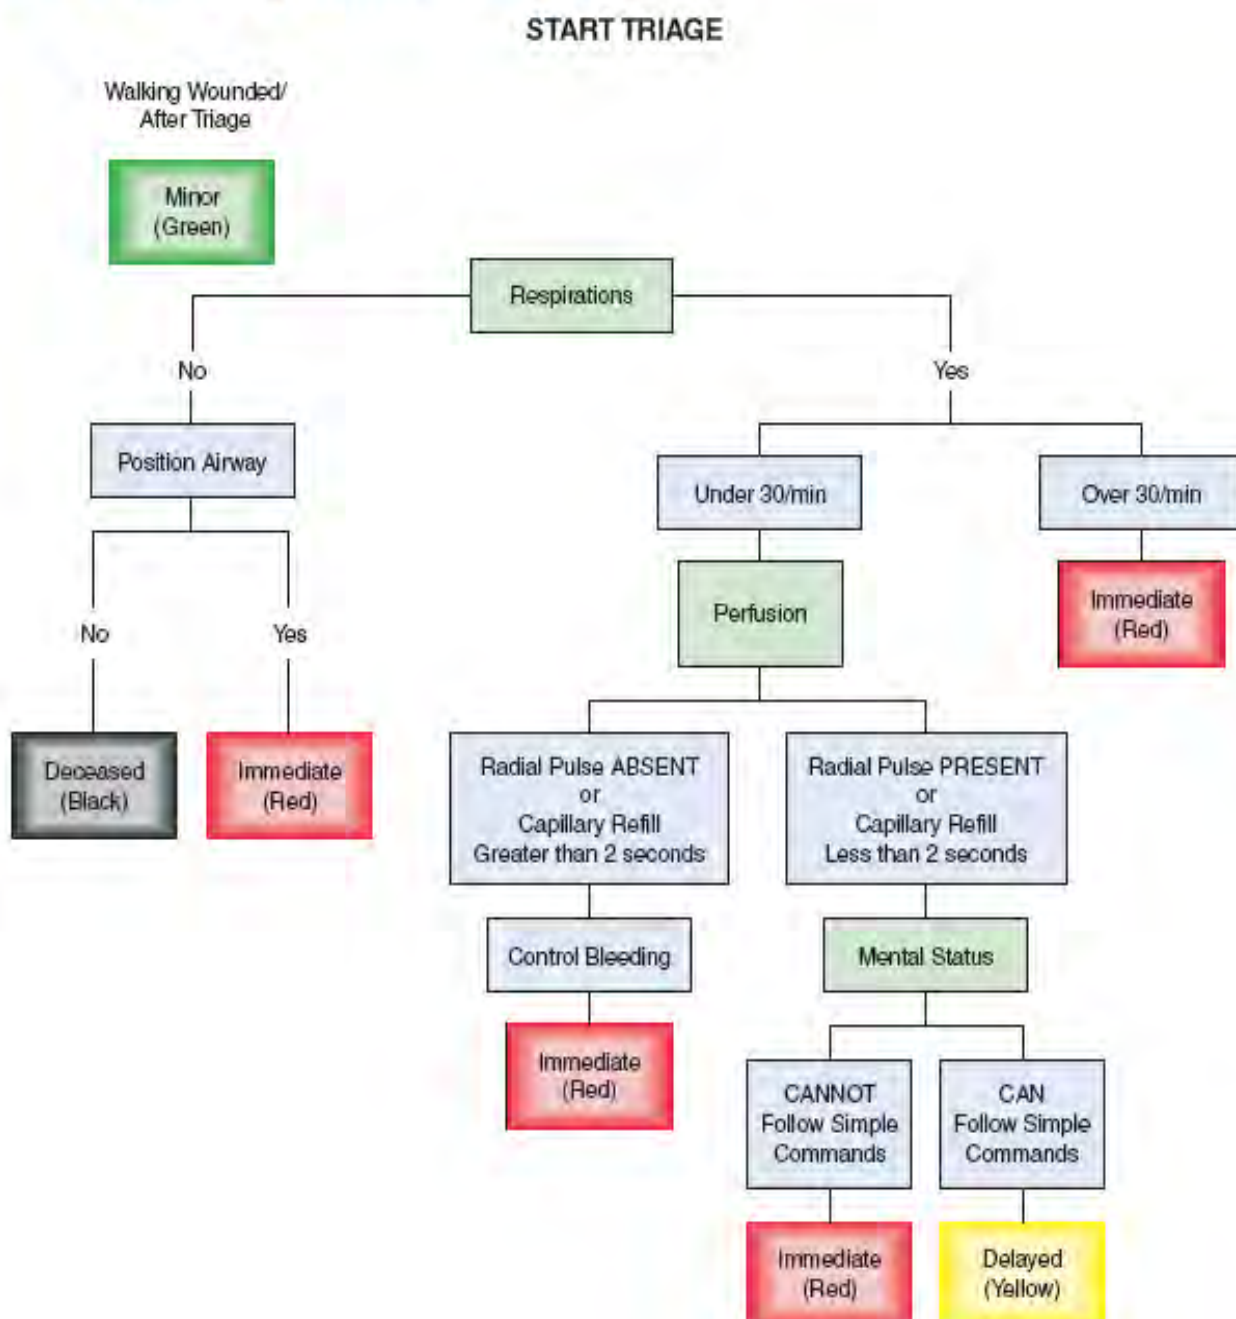 START TRIAGE
Walking Wounded/
After Triage
Minor
(Green)
Respirations
No
Yes
Position Airway
Under 30/min
Over 30/min
Perfusion
Immediate
(Red)
No
Yes
Deceased
(Black)
Immediate
(Red)
Radial Pulse ABSENT
or
Capillary Refill
Greater than 2 seconds
Radial Pulse PRESENT
or
Capillary Refill
Less than 2 seconds
Control Bleeding
Mental Status
Immediate
(Red)
CANNOT
Follow Simple
Commands
CAN
Follow Simple
Commands
Immediate
(Red)
Delayed
(Yellow)